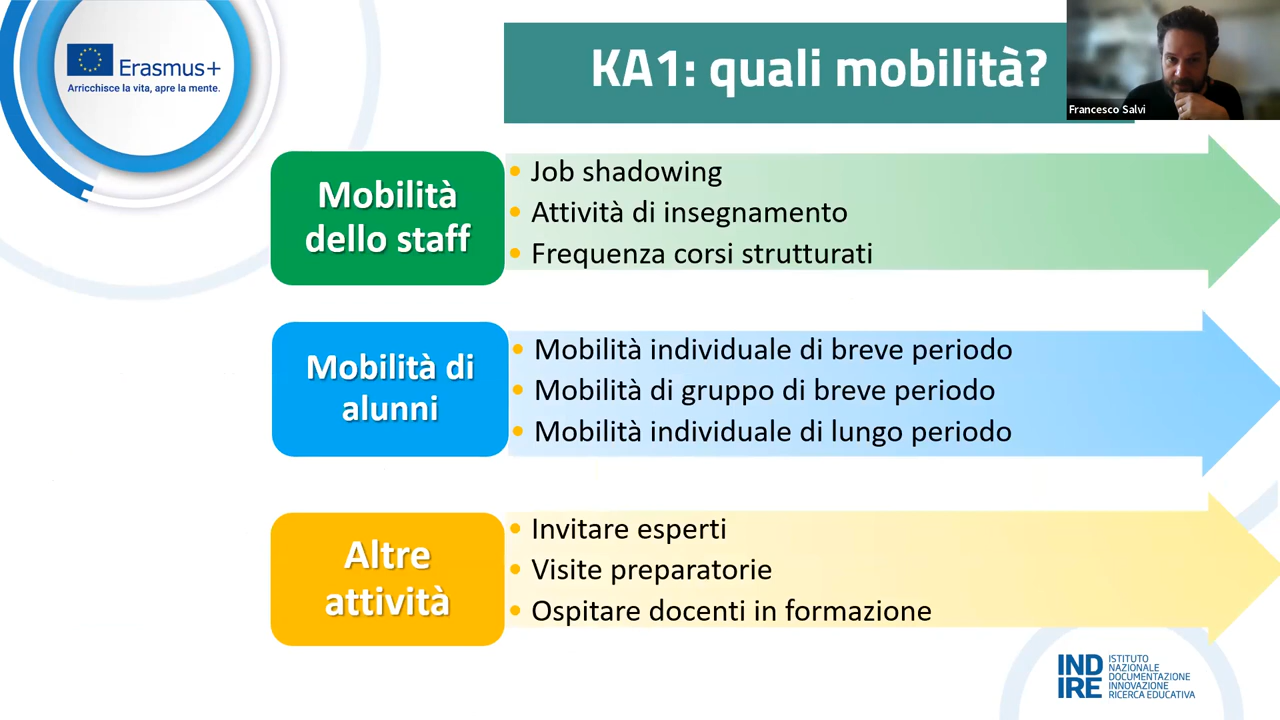 Erasmus+
Arricchisce la vita, apre la mente.
KA1: quali mobilità?
Francesco Salvi
Mobilità
dello staff
• Job shadowing
• Attività di insegnamento
• Frequenza corsi strutturati
Mobilità di
alunni
• Mobilità individuale di breve periodo
• Mobilità di gruppo di breve periodo
• Mobilità individuale di lungo periodo
Altre
attività
• Invitare esperti
• Visite preparatorie
• Ospitare docenti in formazione
IND
IRE
ISTITUTO
NAZIONALE
DOCUMENTAZIONE
INNOVAZIONE
RICERCA EDUCATIVA